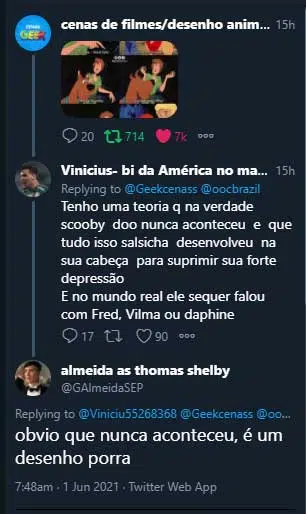 cenas de filmes/desenho anim... 15h
20 714 7k
Vinicius- bi da América no ma... 15h
Replying to @Geekcenass @oocbrazil
Tenho uma teoria q na verdade
scooby doo nunca aconteceu e que
tudo isso salsicha desenvolveu na
sua cabeça para suprimir sua forte
depressão
E no mundo real ele sequer falou
com Fred, Vilma ou daphine
17 90
almeida as thomas shelby
@GAlmeidaSEP
Replying to @Viniciu55268368 @Geekcenass @oo...
obvio que nunca aconteceu, é um
desenho porra
7:48am · 1 Jun 2021 · Twitter Web App